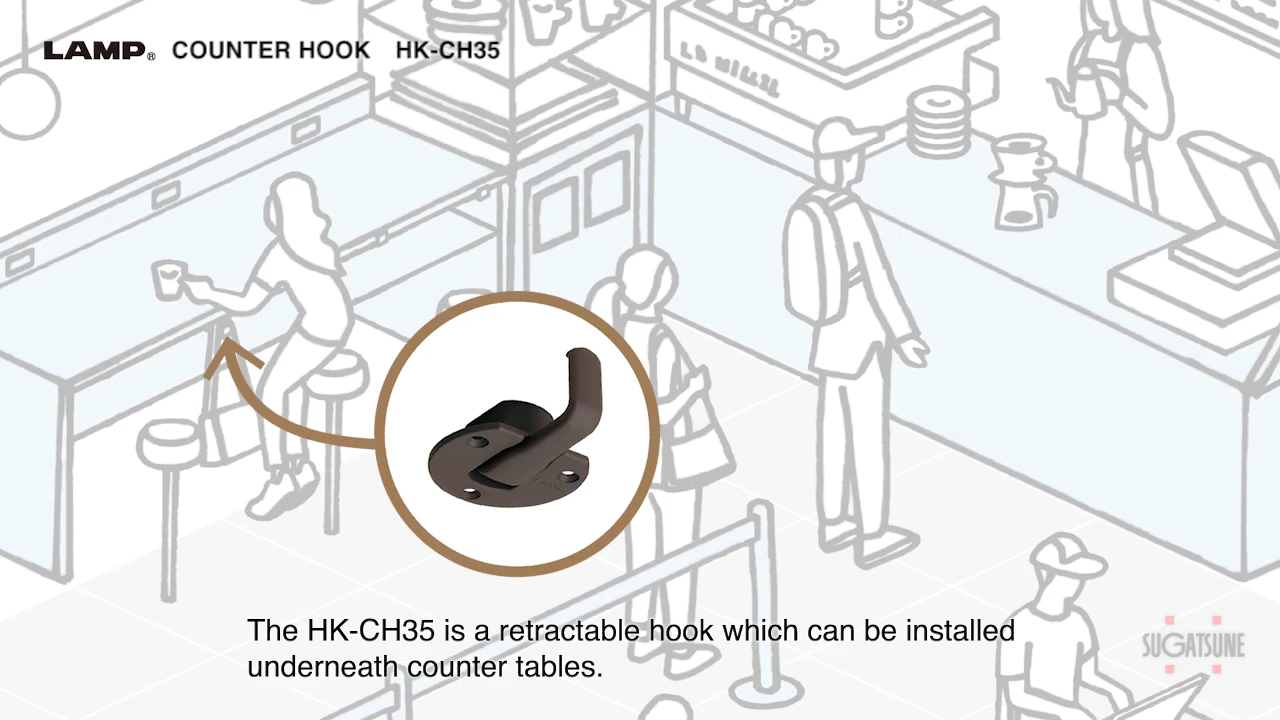 LAMP® COUNTER HOOK HK-CH35
The HK-CH35 is a retractable hook which can be installed
underneath counter tables.
SUGATSUNE